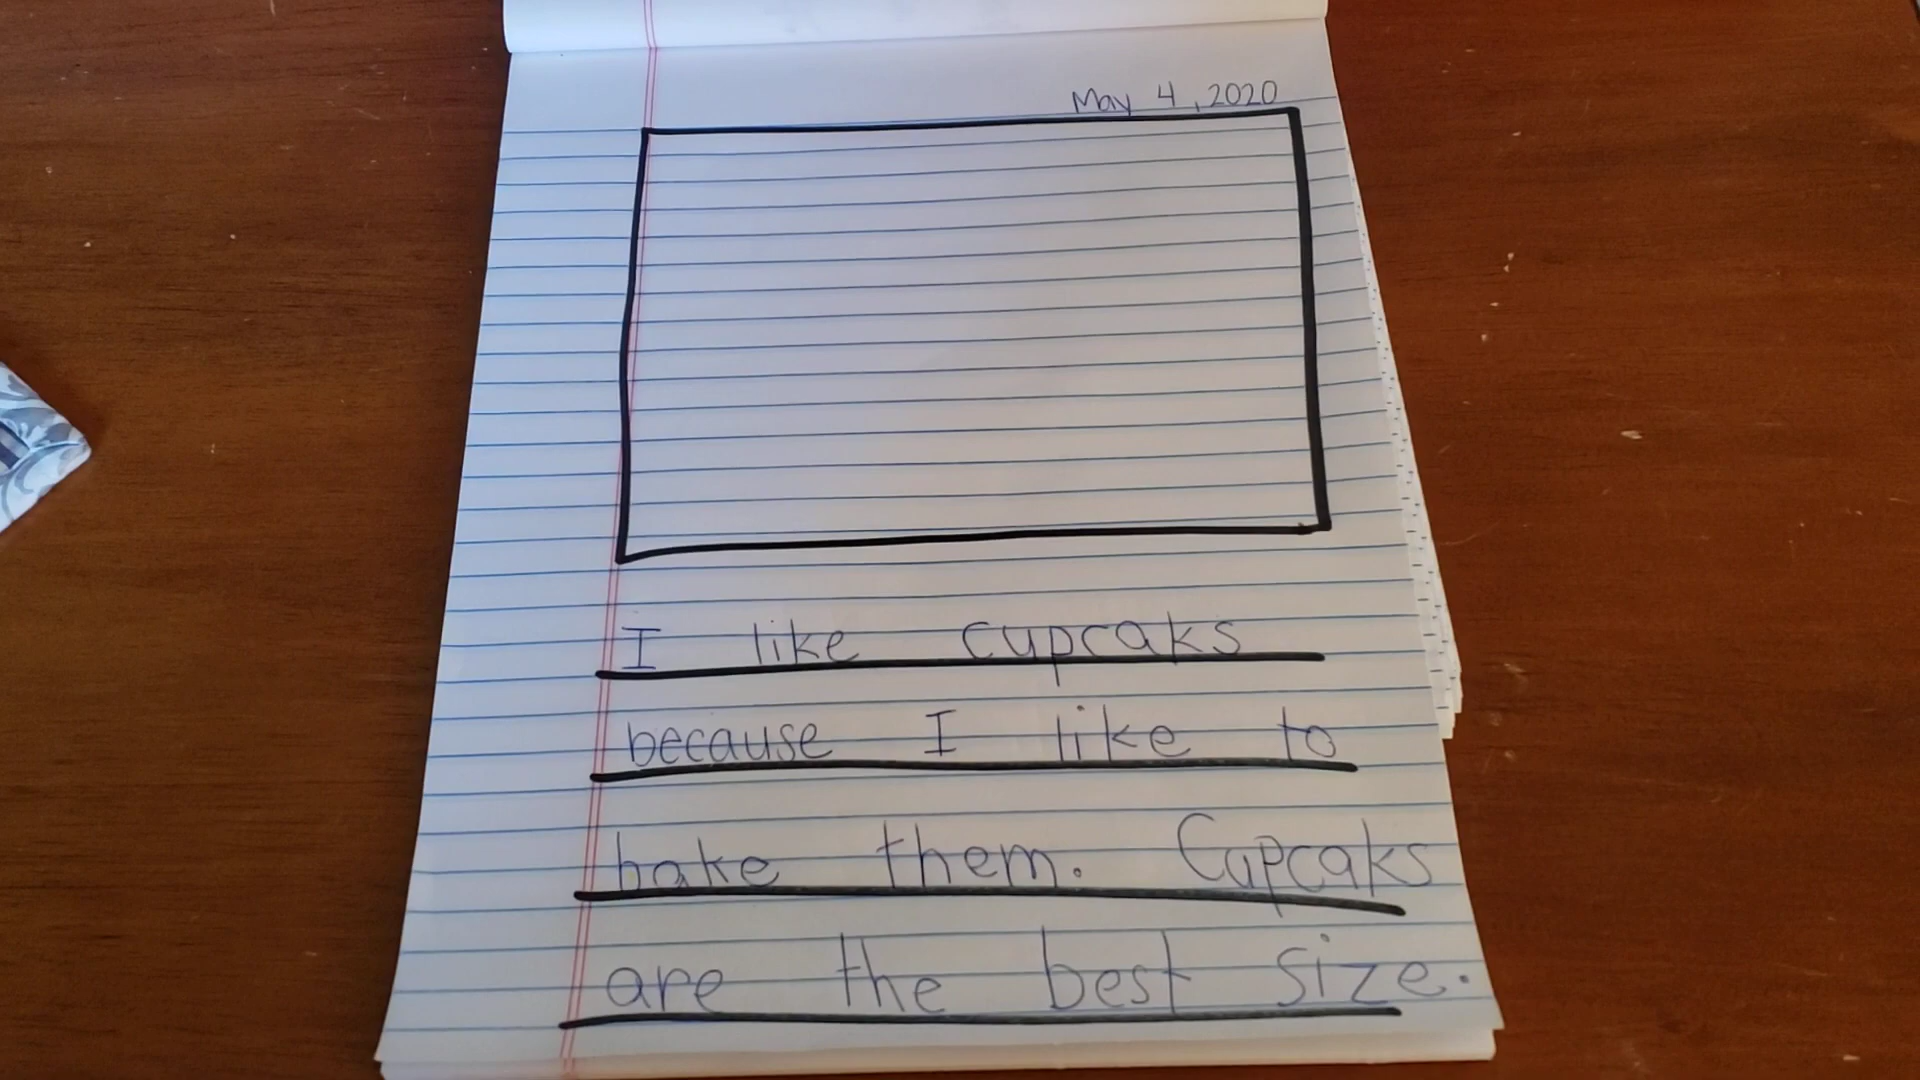 May 4, 2020
I like cupcaks
because I like to
bake them. Cupcaks
are the best size.